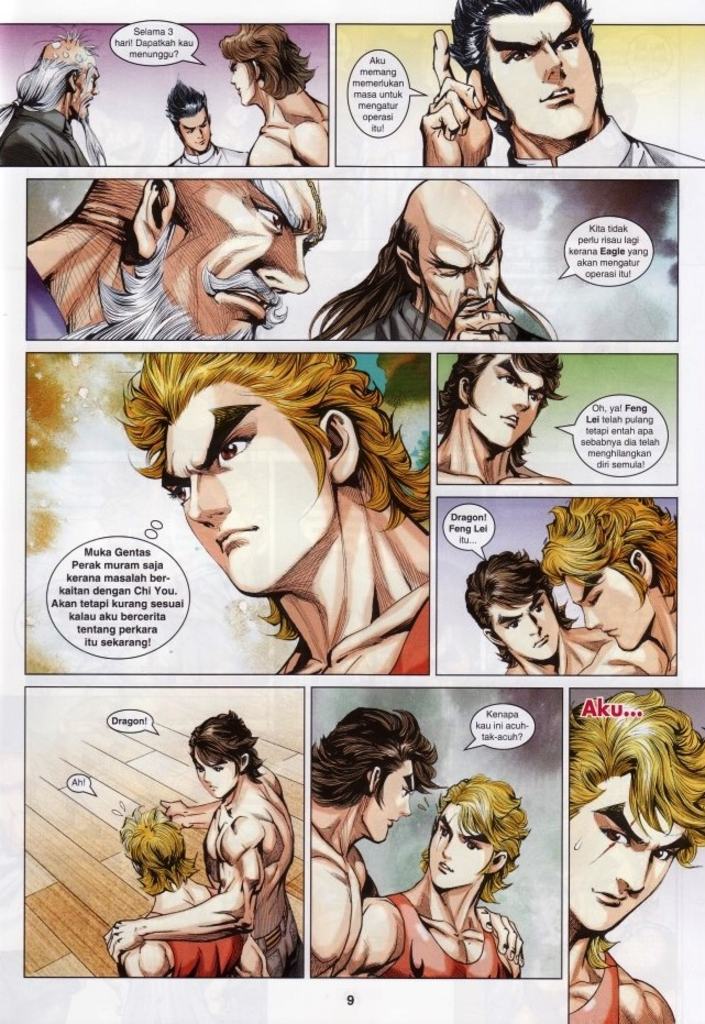 Selama 3
hari! Dapatkah kau
menunggu?
Aku
memang
memerlukan
masa untuk
mengatur
operasi
itu!
Kita tidak
perlu risau lagi
kerana Eagle yang
akan mengatur
operasi itu!
Muka Gentas
Perak muram saja
kerana masalah ber-
kaitan dengan Chi You.
Akan tetapi kurang sesuai
kalau aku bercerita
tentang perkara
itu sekarang!
Oh, ya! Feng
Lei telah pulang
tetapi entah apa
sebabnya dia telah
menghilangkan
diri semula!
Dragon!
Feng Lei
itu...
Dragon!
Ah!
Kenapa
kau ini acuh-
tak-acuh?
Aku...
9